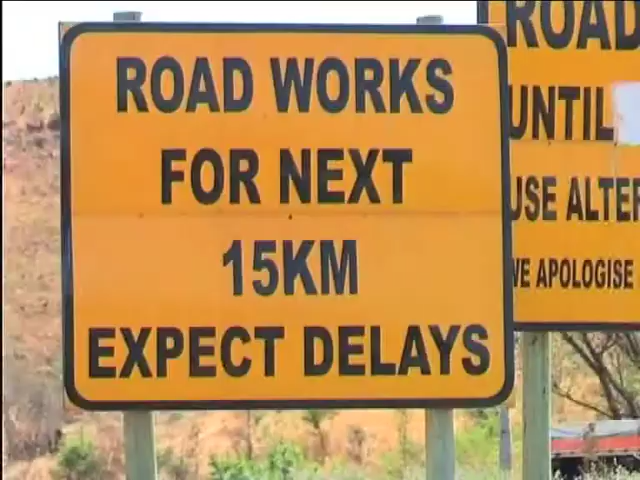 ROAD WORKS
FOR NEXT
15KM
EXPECT DELAYS
ROAD
UNTIL
USE
WE APOLOGISE